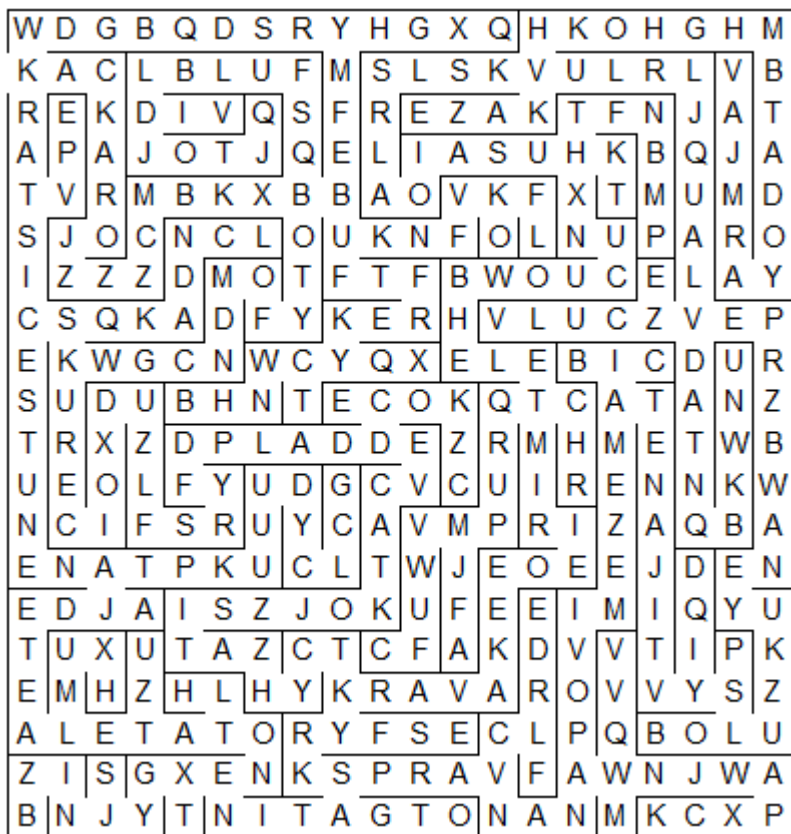 W D G B Q D S R Y H G X Q H K O H G H M
K A C L B L U F M S L S K V U L R L V B
R E K D I V Q S F R E Z A K T F N J A T
A P A J O T J Q E L I A S U H K B Q J A
T V R M B K X B B A O V K F X T M U M D
S J O C N C L O U K N F O L N U P A R O
I Z Z Z D M O T F T F B W O U C E L A Y
C S Q K A D F Y K E R H V L U C Z V E P
E K W G C N W C Y Q X E L E B I C D U R
S U D U B H N T E C O K Q T C A T A N Z
T R X Z D P L A D D E Z R M H M E T W B
U E O L F Y U D G C V C U I R E N N K W
N C I F S R U Y C A V M P R I Z A Q B A
E N A T P K U C L T W J E O E E J D E N
E D J A I S Z J O K U F E E I M I Q Y U
T U X U T A Z C T C F A K D V V T I P K
E M H Z H L H Y K R A V A R O V V Y S Z
A L E T A T O R Y F S E C L P Q B O L U
Z I S G X E N K S P R A V F A W N J W A
B N J Y T N I T A G T O N A N M K C X P